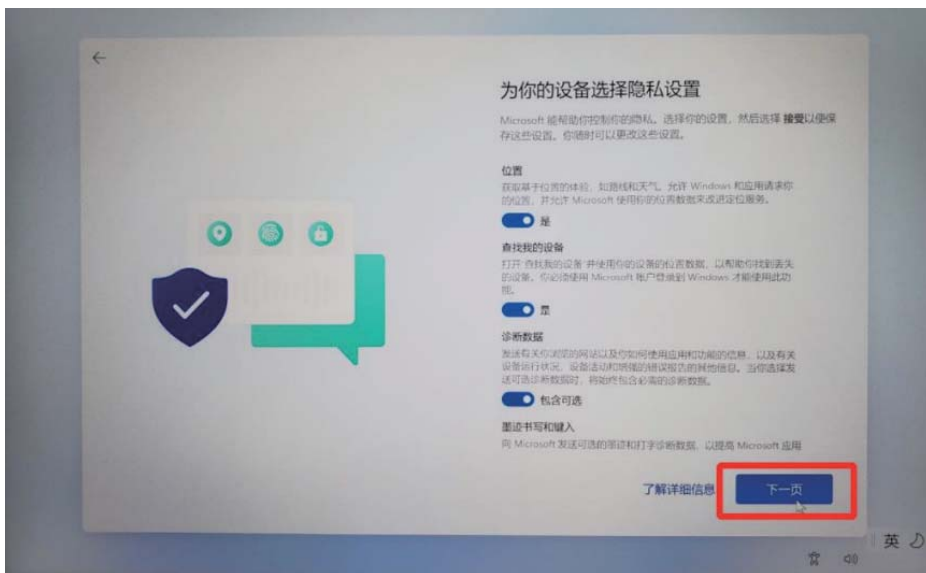 为你的设备选择隐私设置
Microsoft 能帮助你控制你的隐私。选择你的设置，然后选择 接受以便保
存这些设置。你随时可以更改这些设置。
位置
获取基于位置的体验，如路线和天气。允许 Windows 和应用请求你
的位置，并允许 Microsoft 使用你的位置数据来改进定位服务。
是
查找我的设备
打开“查找我的设备”并使用你的设备的位置数据，以帮助你找到丢失
的设备。你必须使用 Microsoft 帐户登录到 Windows 才能使用此功
能。
是
诊断数据
发送有关你浏览的网站以及你如何使用应用和功能的信息，以及有关
设备运行状况、设备活动和增强的错误报告的其他信息。当你选择发
送可选诊断数据时，将始终包含必需的诊断数据。
包含可选
墨迹书写和键入
向 Microsoft 发送可选的墨迹和打字诊断数据，以提高 Microsoft 应用
了解详细信息
下一页
英